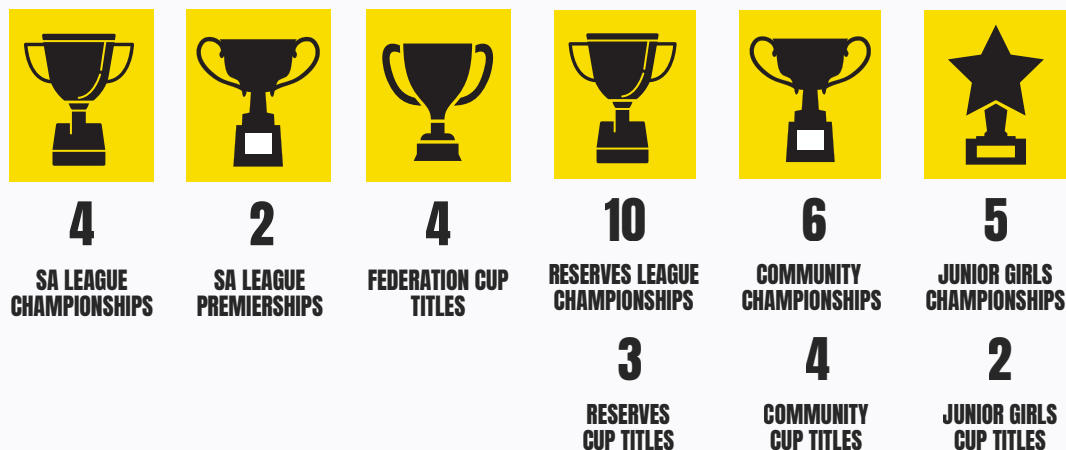 4
SA LEAGUE
CHAMPIONSHIPS
2
SA LEAGUE
PREMIERSHIPS
4
FEDERATION CUP
TITLES
10
RESERVES LEAGUE
CHAMPIONSHIPS
3
RESERVES
CUP TITLES
6
COMMUNITY
CHAMPIONSHIPS
4
COMMUNITY
CUP TITLES
5
JUNIOR GIRLS
CHAMPIONSHIPS
2
JUNIOR GIRLS
CUP TITLES